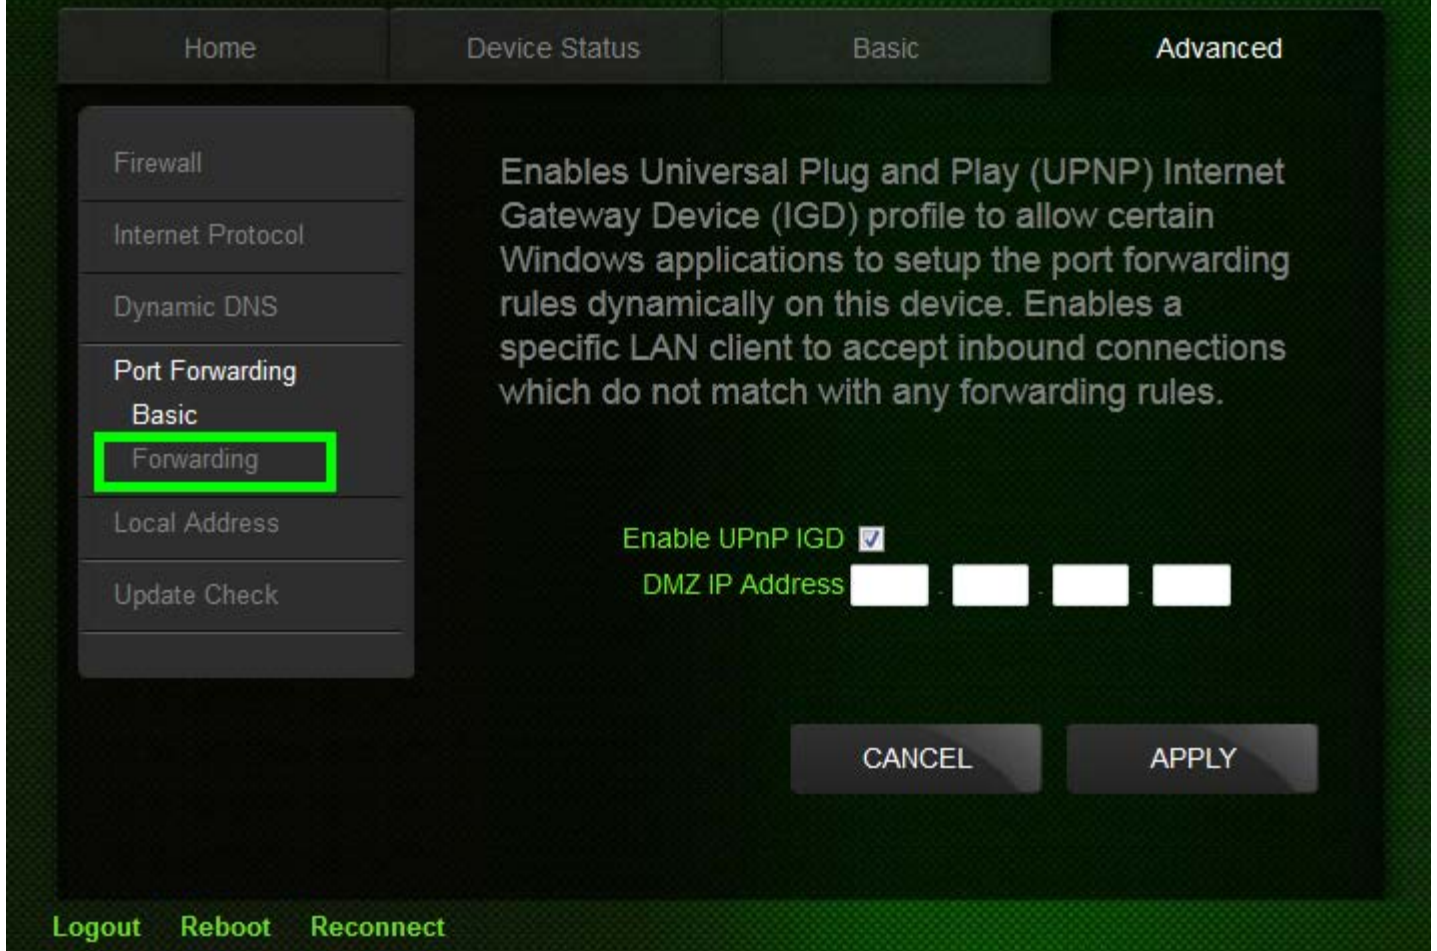 Home Device Status Basic Advanced
Firewall
Internet Protocol
Dynamic DNS
Port Forwarding
Basic
Forwarding
Local Address
Update Check
Enables Universal Plug and Play (UPNP) Internet
Gateway Device (IGD) profile to allow certain
Windows applications to setup the port forwarding
rules dynamically on this device. Enables a
specific LAN client to accept inbound connections
which do not match with any forwarding rules.
Enable UPnP IGD
DMZ IP Address . . .
CANCEL APPLY
Logout Reboot Reconnect